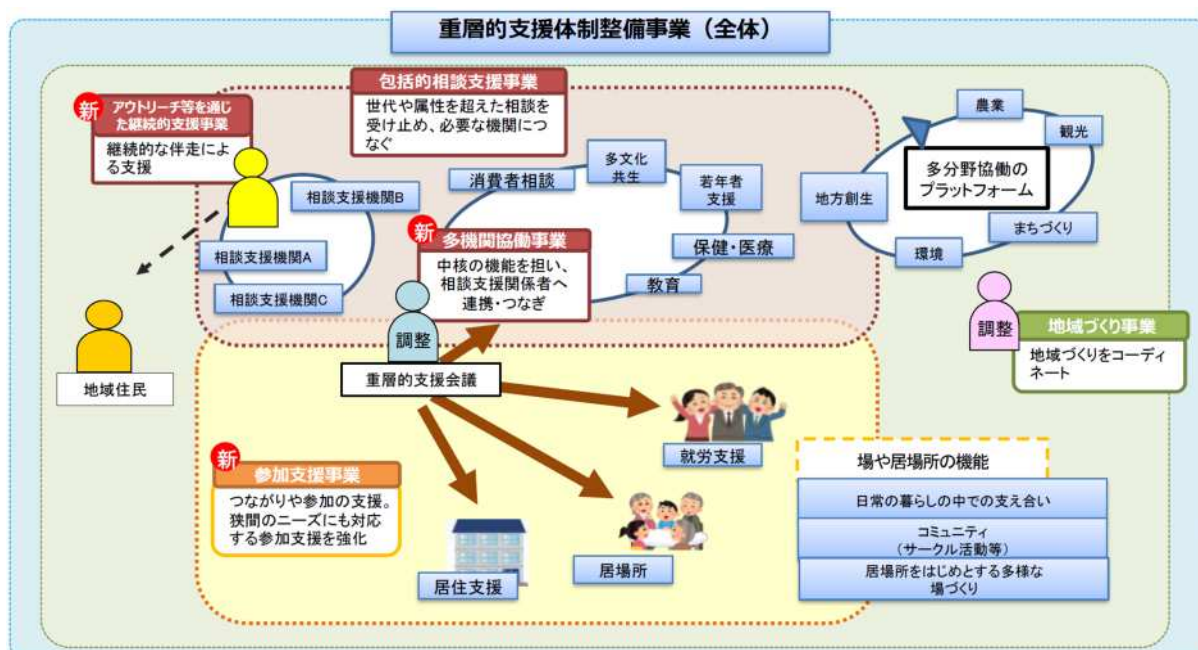 重層的支援体制整備事業（全体）
新
アウトリーチ等を通じ
た継続的支援事業
継続的な伴走によ
る支援
包括的相談支援事業
世代や属性を超えた相談を
受け止め、必要な機関につ
なぐ
相談支援機関B
相談支援機関A
相談支援機関C
消費者相談
多文化
共生
若年者
支援
保健・医療
教育
新
多機関協働事業
中核の機能を担い、
相談支援関係者へ
連携・つなぎ
農業
観光
多分野協働の
プラットフォーム
地方創生
まちづくり
環境
調整
地域づくり事業
地域づくりをコーディ
ネート
地域住民
調整
重層的支援会議
就労支援
新
参加支援事業
つながりや参加の支援。
狭間のニーズにも対応
する参加支援を強化
居住支援
居場所
場や居場所の機能
日常の暮らしの中での支え合い
コミュニティ
（サークル活動等）
居場所をはじめとする多様な
場づくり